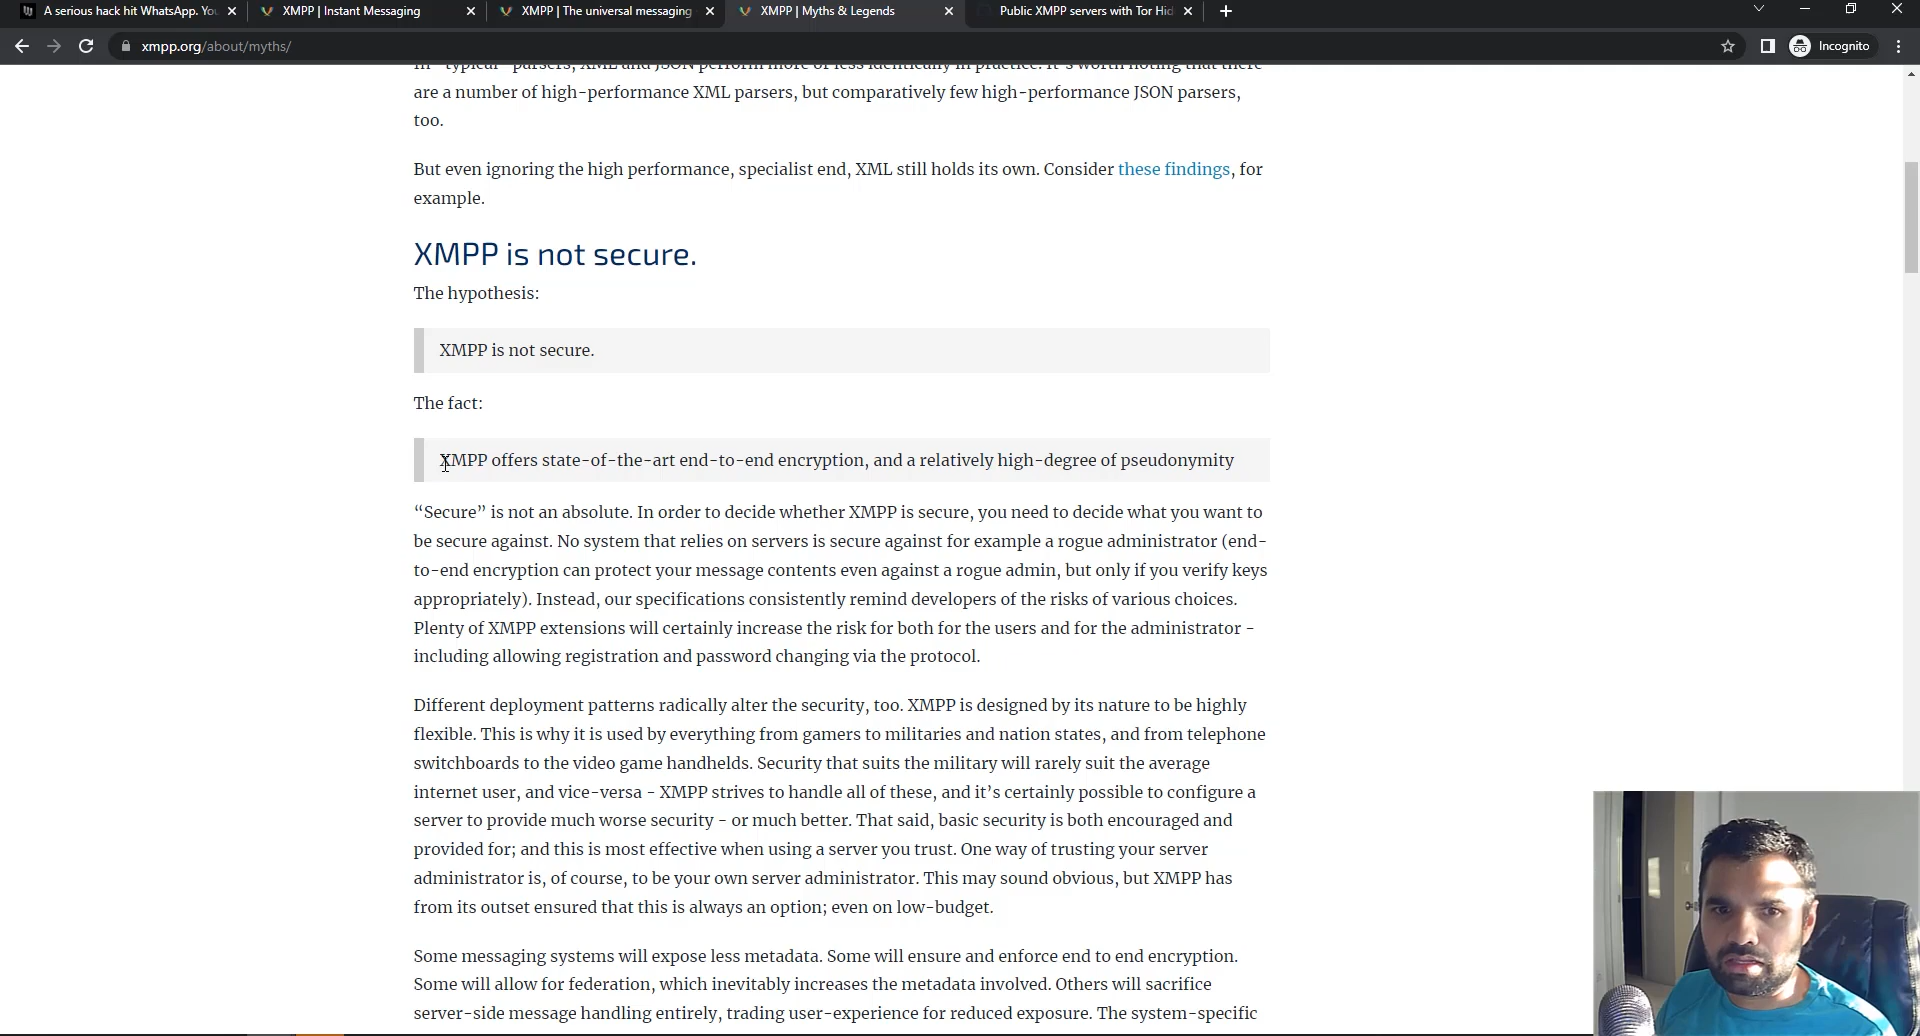 A serious hack hit WhatsApp. You
XMPP | Instant Messaging
XMPP | The universal messaging
XMPP | Myths & Legends
Public XMPP servers with Tor Hid
xmpp.org/about/myths/
Incognito
are a number of high-performance XML parsers, but comparatively few high-performance JSON parsers,
too.
But even ignoring the high performance, specialist end, XML still holds its own. Consider these findings, for
example.
XMPP is not secure.
The hypothesis:
XMPP is not secure.
The fact:
XMPP offers state-of-the-art end-to-end encryption, and a relatively high-degree of pseudonymity
“Secure” is not an absolute. In order to decide whether XMPP is secure, you need to decide what you want to
be secure against. No system that relies on servers is secure against for example a rogue administrator (end-
to-end encryption can protect your message contents even against a rogue admin, but only if you verify keys
appropriately). Instead, our specifications consistently remind developers of the risks of various choices.
Plenty of XMPP extensions will certainly increase the risk for both for the users and for the administrator -
including allowing registration and password changing via the protocol.
Different deployment patterns radically alter the security, too. XMPP is designed by its nature to be highly
flexible. This is why it is used by everything from gamers to militaries and nation states, and from telephone
switchboards to the video game handhelds. Security that suits the military will rarely suit the average
internet user, and vice-versa - XMPP strives to handle all of these, and it’s certainly possible to configure a
server to provide much worse security - or much better. That said, basic security is both encouraged and
provided for; and this is most effective when using a server you trust. One way of trusting your server
administrator is, of course, to be your own server administrator. This may sound obvious, but XMPP has
from its outset ensured that this is always an option; even on low-budget.
Some messaging systems will expose less metadata. Some will ensure and enforce end to end encryption.
Some will allow for federation, which inevitably increases the metadata involved. Others will sacrifice
server-side message handling entirely, trading user-experience for reduced exposure. The system-specific